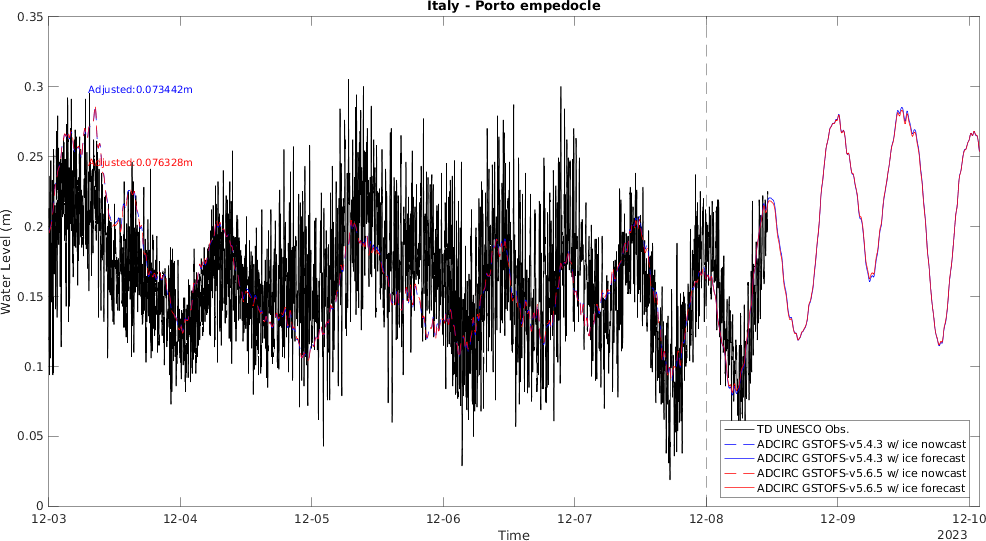 Italy - Porto empedocle
0.35
0.3
0.25
0.2
0.15
0.1
0.05
0
Water Level (m)
Adjusted:0.073442m
Adjusted:0.076328m
TD UNESCO Obs.
ADCIRC GSTOFS-v5.4.3 w/ ice nowcast
ADCIRC GSTOFS-v5.4.3 w/ ice forecast
ADCIRC GSTOFS-v5.6.5 w/ ice nowcast
ADCIRC GSTOFS-v5.6.5 w/ ice forecast
12-03 12-04 12-05 12-06 12-07 12-08 12-09 12-10
Time
2023